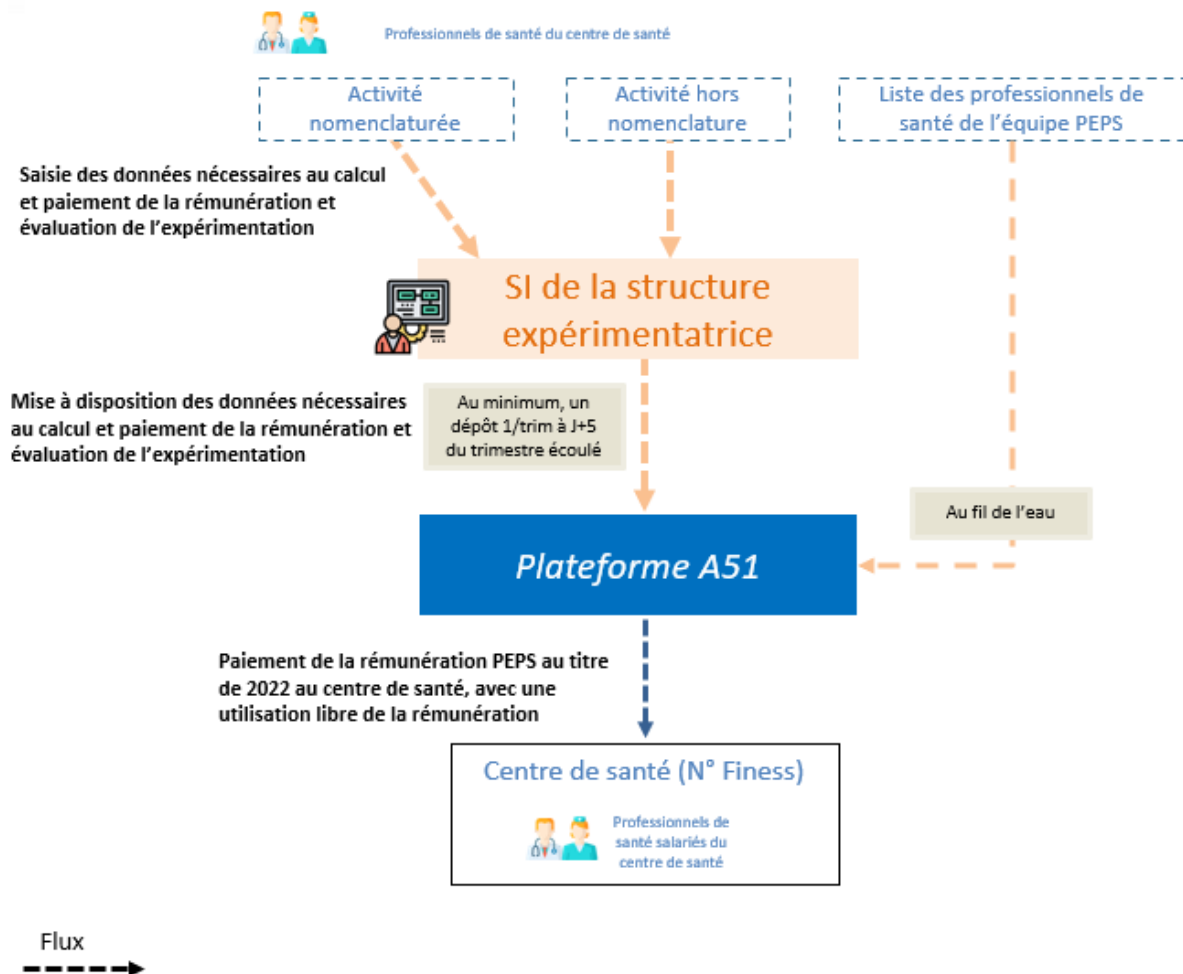 Professionnels de santé du centre de santé
Activité
nomenclaturée
Activité hors
nomenclature
Liste des professionnels de
santé de l'équipe PEPS
Saisie des données nécessaires au calcul
et paiement de la rémunération et
évaluation de l'expérimentation
SI de la structure
expérimentatrice
Mise à disposition des données nécessaires
au calcul et paiement de la rémunération et
évaluation de l'expérimentation
Au minimum, un
dépôt 1/trim à J+5
du trimestre écoulé
Au fil de l'eau
Plateforme A51
Paiement de la rémunération PEPS au titre
de 2022 au centre de santé, avec une
utilisation libre de la rémunération
Centre de santé (N° Finess)
Professionnels de
santé salariés du
centre de santé
Flux